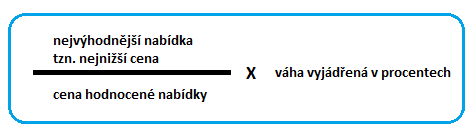 nejvýhodnější nabídka
tzn. nejnižší cena
cena hodnocené nabídky
X
váha vyjádřená v procentech